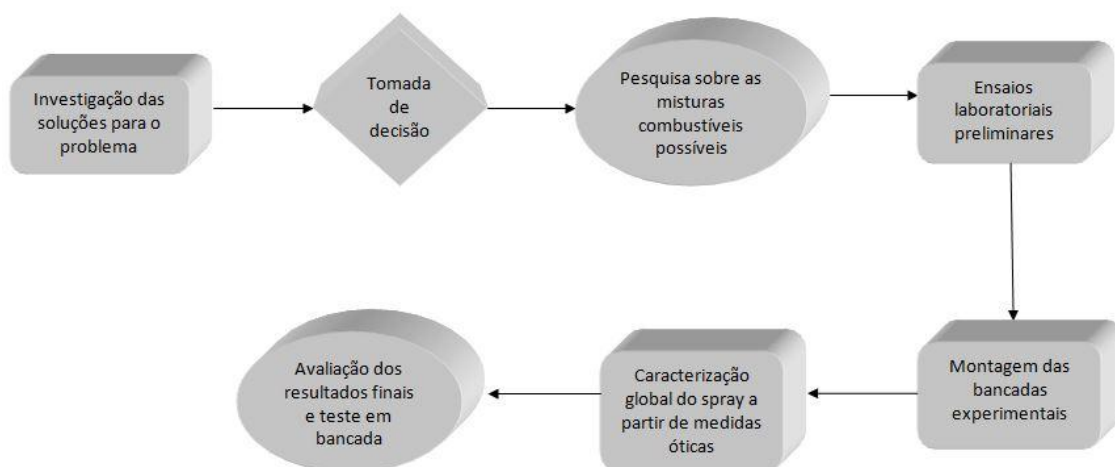 Investigação das
soluções para o
problema
Tomada
de
decisão
Pesquisa sobre as
misturas
combustíveis
possíveis
Ensaios
laboratoriais
preliminares
Montagem das
bancadas
experimentais
Caracterização
global do spray a
partir de medidas
óticas
Avaliação dos
resultados finais
e teste em
bancada